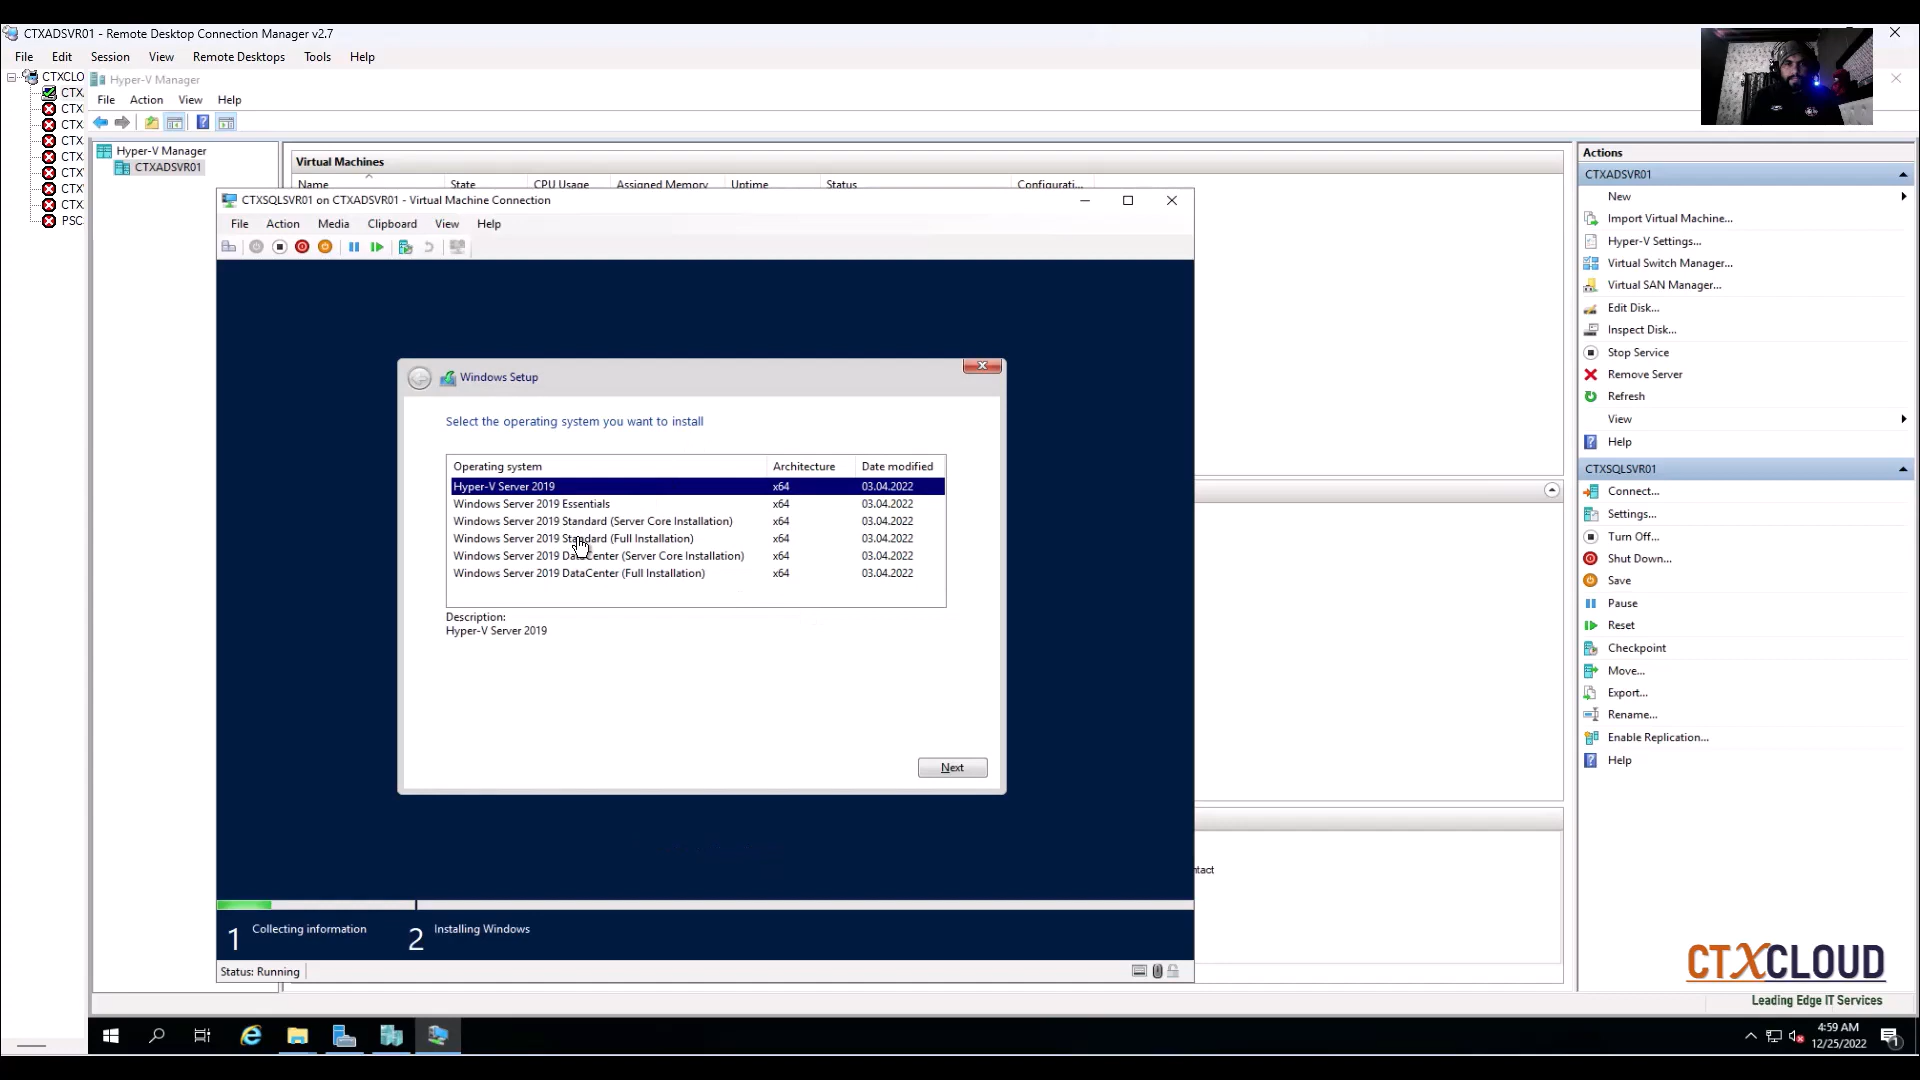 CTXADSVR01 - Remote Desktop Connection Manager v2.7
File Edit Session View Remote Desktops Tools Help
CTXCLO
CTX
CTX
CTX
CTX
CTX
CTX
CTX
CTX
PSC
Hyper-V Manager
File Action View Help
Hyper-V Manager
CTXADSVR01
Virtual Machines
Name State CPU Usage Assigned Memory Uptime Status Configurati...
CTXSQLSVR01 on CTXADSVR01 - Virtual Machine Connection
File Action Media Clipboard View Help
Windows Setup
Select the operating system you want to install
Operating system Architecture Date modified
Hyper-V Server 2019 x64 03.04.2022
Windows Server 2019 Essentials x64 03.04.2022
Windows Server 2019 Standard (Server Core Installation) x64 03.04.2022
Windows Server 2019 Standard (Full Installation) x64 03.04.2022
Windows Server 2019 DataCenter (Server Core Installation) x64 03.04.2022
Windows Server 2019 DataCenter (Full Installation) x64 03.04.2022
Description:
Hyper-V Server 2019
Next
1 Collecting information 2 Installing Windows
Status: Running
ntact
Actions
CTXADSVR01
New
Import Virtual Machine...
Hyper-V Settings...
Virtual Switch Manager...
Virtual SAN Manager...
Edit Disk...
Inspect Disk...
Stop Service
Remove Server
Refresh
View
Help
CTXSQLSVR01
Connect...
Settings...
Turn Off...
Shut Down...
Save
Pause
Reset
Checkpoint
Move...
Export...
Rename...
Enable Replication...
Help
CTXCLOUD
Leading Edge IT Services
4:59 AM
12/25/2022
1